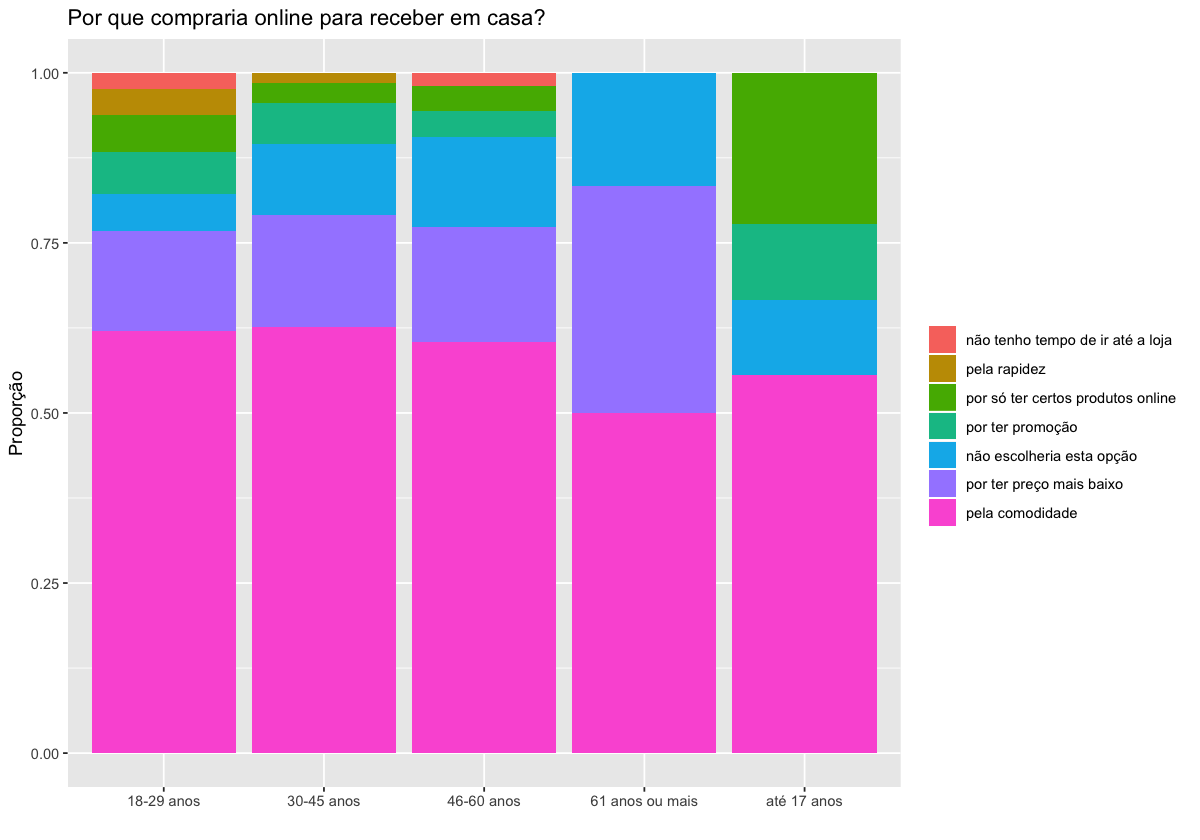 Por que compraria online para receber em casa?
1.00
0.75
0.50
0.25
0.00
Proporção
18-29 anos
30-45 anos
46-60 anos
61 anos ou mais
até 17 anos
não tenho tempo de ir até a loja
pela rapidez
por só ter certos produtos online
por ter promoção
não escolheria esta opção
por ter preço mais baixo
pela comodidade